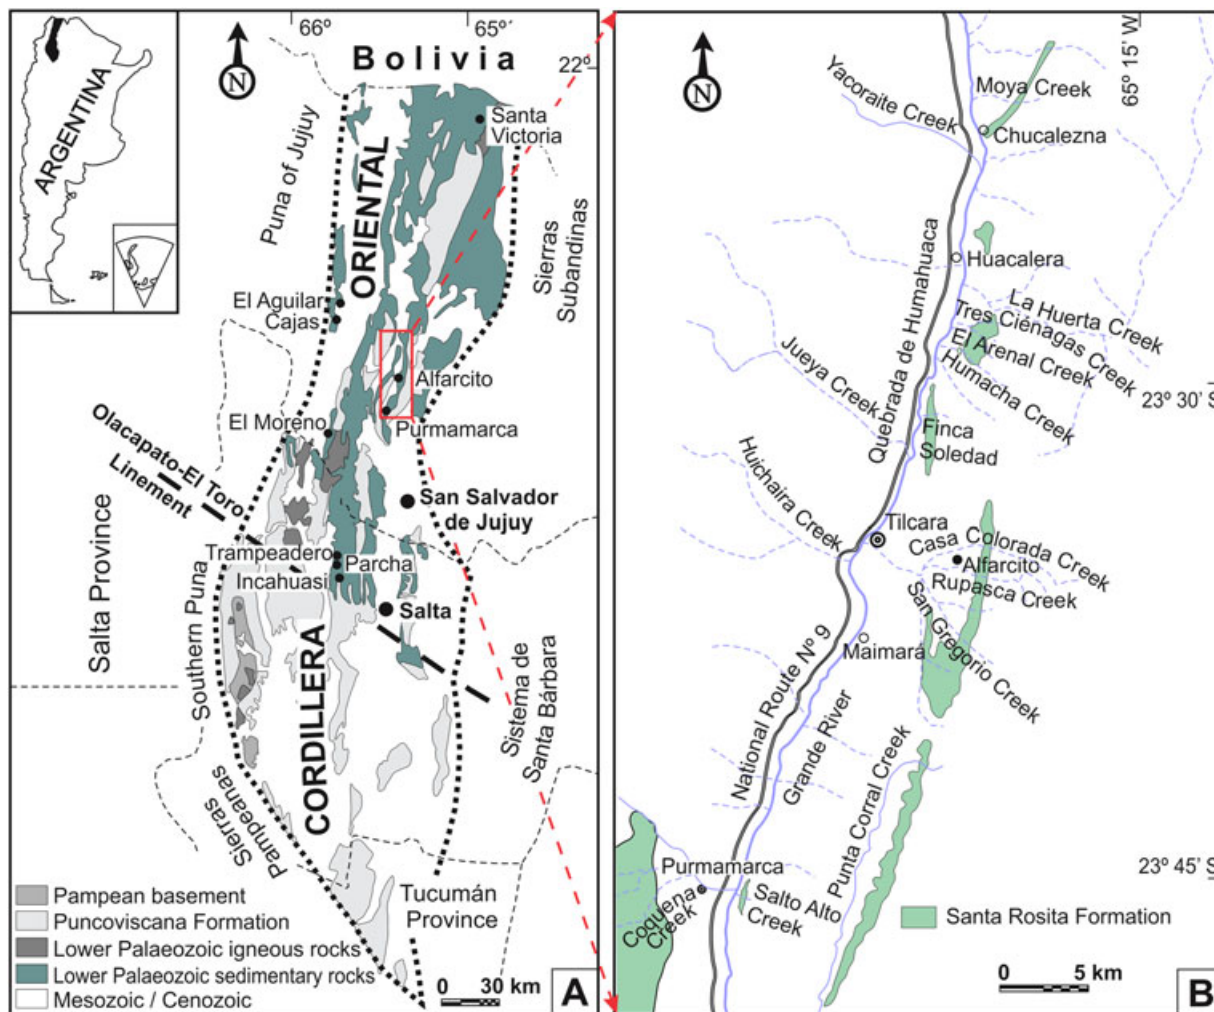 66º
65º
Bolivia
22º
N
ARGENTINA
Santa
Victoria
Puna of Jujuy
ORIENTAL
Sierras
Subandinas
El Aguilar
Cajas
Alfarcito
Purmamarca
El Moreno
Olacapato-El Toro
Linement
San Salvador
de Jujuy
Salta Province
Trampeadero
Parcha
Incahuasi
Salta
Southern Puna
CORDILLERA
Sistema de
Santa Bárbara
Sierras
Pampeanas
Tucumán
Province
Pampean basement
Puncoviscana Formation
Lower Palaeozoic igneous rocks
Lower Palaeozoic sedimentary rocks
Mesozoic / Cenozoic
0 30 km
A
N
65º 15' W
Yacoraite Creek
Moya Creek
Chucalezna
Quebrada de Humahuaca
Huacalera
La Huerta Creek
Tres Ciénagas Creek
El Arenal Creek
Humacha Creek
Jueya Creek
23º 30' S
Finca
Soledad
Huichaira Creek
Tilcara
Casa Colorada Creek
Alfarcito
Rupasca Creek
San Gregorio Creek
Maimará
National Route Nº 9
Grande River
Punta Corral Creek
23º 45' S
Purmamarca
Coquena
Creek
Salto Alto
Creek
Santa Rosita Formation
0 5 km
B